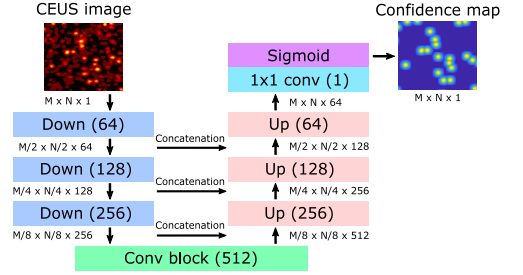 CEUS image
M x N x 1
Down (64)
M/2 x N/2 x 64
Down (128)
M/4 x N/4 x 128
Down (256)
M/8 x N/8 x 256
Conv block (512)
Concatenation
Concatenation
Concatenation
Sigmoid
1x1 conv (1)
M x N x 64
Up (64)
M/2 x N/2 x 128
Up (128)
M/4 x N/4 x 256
Up (256)
M/8 x N/8 x 512
Confidence map
M x N x 1